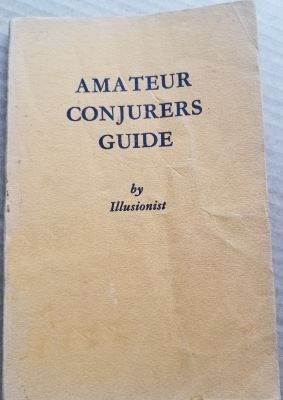 AMATEUR
CONJURERS
GUIDE
by
Illusionist